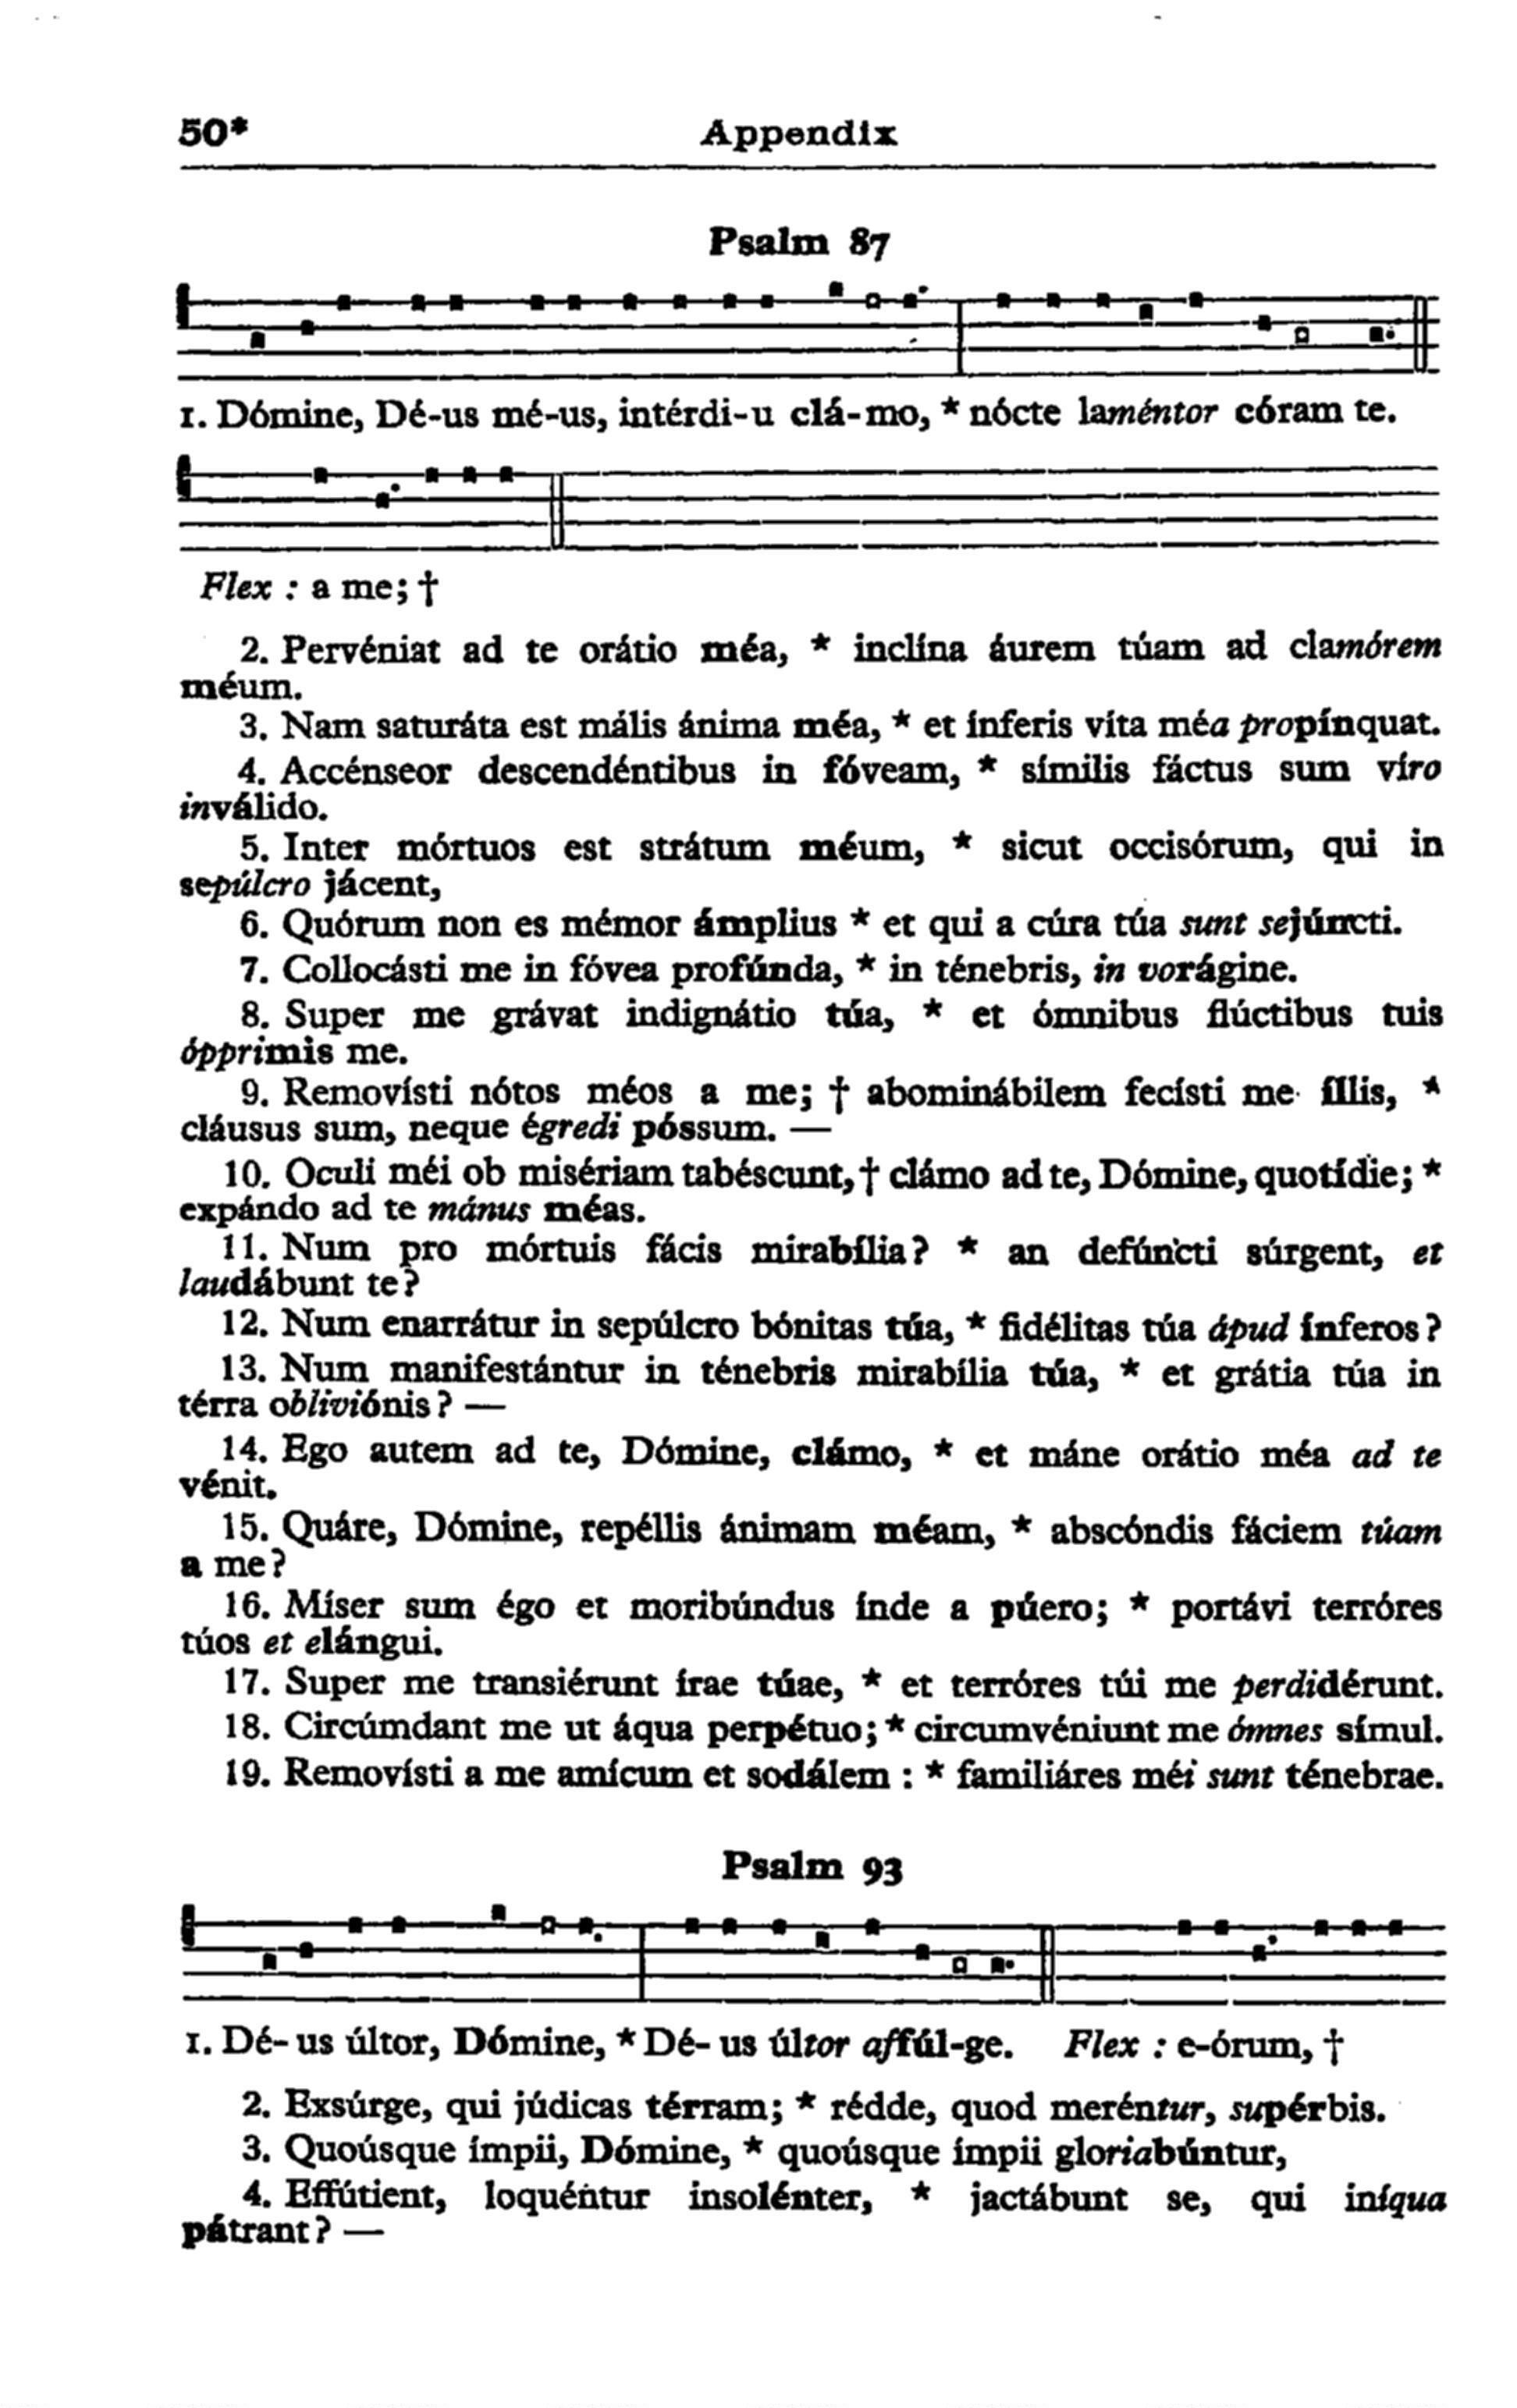 50* Appendix
Psalm 87
1. Dómine, Dé-us mé-us, intérdi-u clá-mo, * nócte laméntor córam te.
Flex : a me; †
2. Pervéniat ad te orátio méa, * inclína áurem túam ad clamórem
méum.
3. Nam saturáta est mális ánima méa, * et ínferis víta méa propínquat.
4. Accénseor descendéntibus in fóveam, * símilis fáctus sum víro
inválido.
5. Inter mórtuos est strátum méum, * sicut occisórum, qui in
sepúlcro jácent,
6. Quórum non es mémor ámplius * et qui a cúra túa sunt sejúncti.
7. Collocásti me in fóvea profúnda, * in ténebris, in vorágine.
8. Super me grávat indignátio túa, * et ómnibus flúctibus tuis
ópprimis me.
9. Removísti nótos méos a me; † abominábilem fecísti me íllis, *
cláusus sum, neque égredi póssum. —
10. Oculi méi ob misériam tabéscunt, † clámo ad te, Dómine, quotídie; *
expándo ad te mánus méas.
11. Num pro mórtuis fácis mirabília? * an defúncti súrgent, et
laudábunt te?
12. Num enarrátur in sepúlcro bónitas túa, * fidélitas túa ápud ínferos?
13. Num manifestántur in ténebris mirabília túa, * et grátia túa in
térra obliviónis? —
14. Ego autem ad te, Dómine, clámo, * et máne orátio méa ad te
vénit.
15. Quáre, Dómine, repéllis ánimam méam, * abscóndis fáciem túam
a me?
16. Míser sum égo et moribúndus índe a púero; * portávi terróres
túos et elángui.
17. Super me transiérunt írae túae, * et terróres túi me perdidérunt.
18. Circúmdant me ut áqua perpétuo; * circumvéniunt me ómnes símul.
19. Removísti a me amícum et sodálem : * familiáres méi sunt ténebrae.
Psalm 93
1. Dé- us últor, Dómine, * Dé- us últor affúl-ge. Flex : e-órum, †
2. Exsúrge, qui júdicas térram; * rédde, quod meréntur, supérbis.
3. Quoúsque ímpii, Dómine, * quoúsque ímpii gloriabúntur,
4. Effútient, loquéntur insolénter, * jactábunt se, qui iníqua
pátrant? —